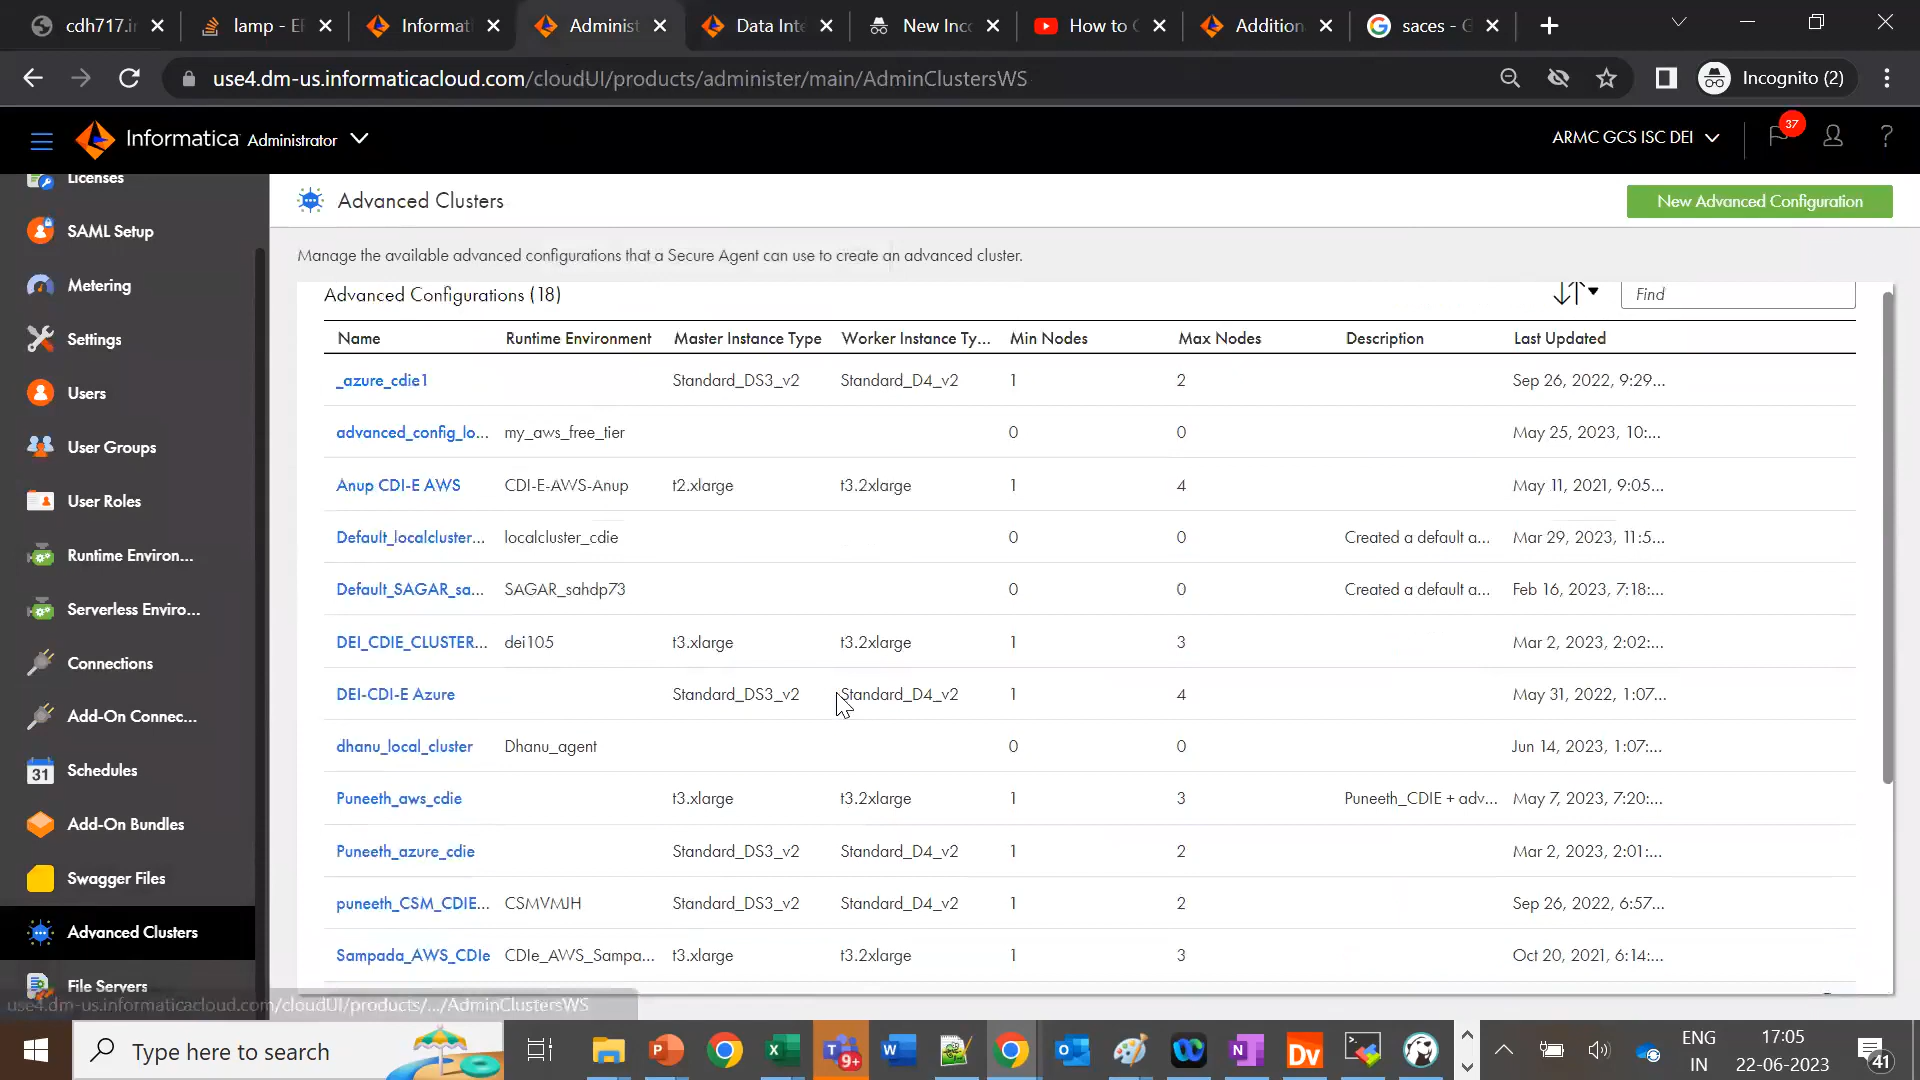 cdh717.i
lamp - E
Informat
Administ
Data Inte
New Inco
How to
Addition
saces - G
use4.dm-us.informaticacloud.com/cloudUI/products/administer/main/AdminClustersWS
Incognito (2)
Informatica Administrator
ARMC GCS ISC DEI
37
?
Licenses
SAML Setup
Metering
Settings
Users
User Groups
User Roles
Runtime Environ...
Serverless Enviro...
Connections
Add-On Connec...
31 Schedules
Add-On Bundles
Swagger Files
Advanced Clusters
File Servers
Advanced Clusters
New Advanced Configuration
Manage the available advanced configurations that a Secure Agent can use to create an advanced cluster.
Advanced Configurations (18)
Find
Name Runtime Environment Master Instance Type Worker Instance Ty... Min Nodes Max Nodes Description Last Updated
_azure_cdie1 Standard_DS3_v2 Standard_D4_v2 1 2 Sep 26, 2022, 9:29...
advanced_config_lo... my_aws_free_tier 0 0 May 25, 2023, 10:...
Anup CDI-E AWS CDI-E-AWS-Anup t2.xlarge t3.2xlarge 1 4 May 11, 2021, 9:05...
Default_localcluster... localcluster_cdie 0 0 Created a default a... Mar 29, 2023, 11:5...
Default_SAGAR_sa... SAGAR_sahdp73 0 0 Created a default a... Feb 16, 2023, 7:18:...
DEI_CDIE_CLUSTER... dei105 t3.xlarge t3.2xlarge 1 3 Mar 2, 2023, 2:02:...
DEI-CDI-E Azure Standard_DS3_v2 Standard_D4_v2 1 4 May 31, 2022, 1:07...
dhanu_local_cluster Dhanu_agent 0 0 Jun 14, 2023, 1:07:...
Puneeth_aws_cdie t3.xlarge t3.2xlarge 1 3 Puneeth_CDIE + adv... May 7, 2023, 7:20:...
Puneeth_azure_cdie Standard_DS3_v2 Standard_D4_v2 1 2 Mar 2, 2023, 2:01:...
puneeth_CSM_CDIE... CSMVMJH Standard_DS3_v2 Standard_D4_v2 1 2 Sep 26, 2022, 6:57...
Sampada_AWS_CDIe CDIe_AWS_Sampa... t3.xlarge t3.2xlarge 1 3 Oct 20, 2021, 6:14:...
use4.dm-us.informaticacloud.com/cloudUI/products/.../AdminClustersWS
Type here to search
9+
Dv
ENG
IN
17:05
22-06-2023
41